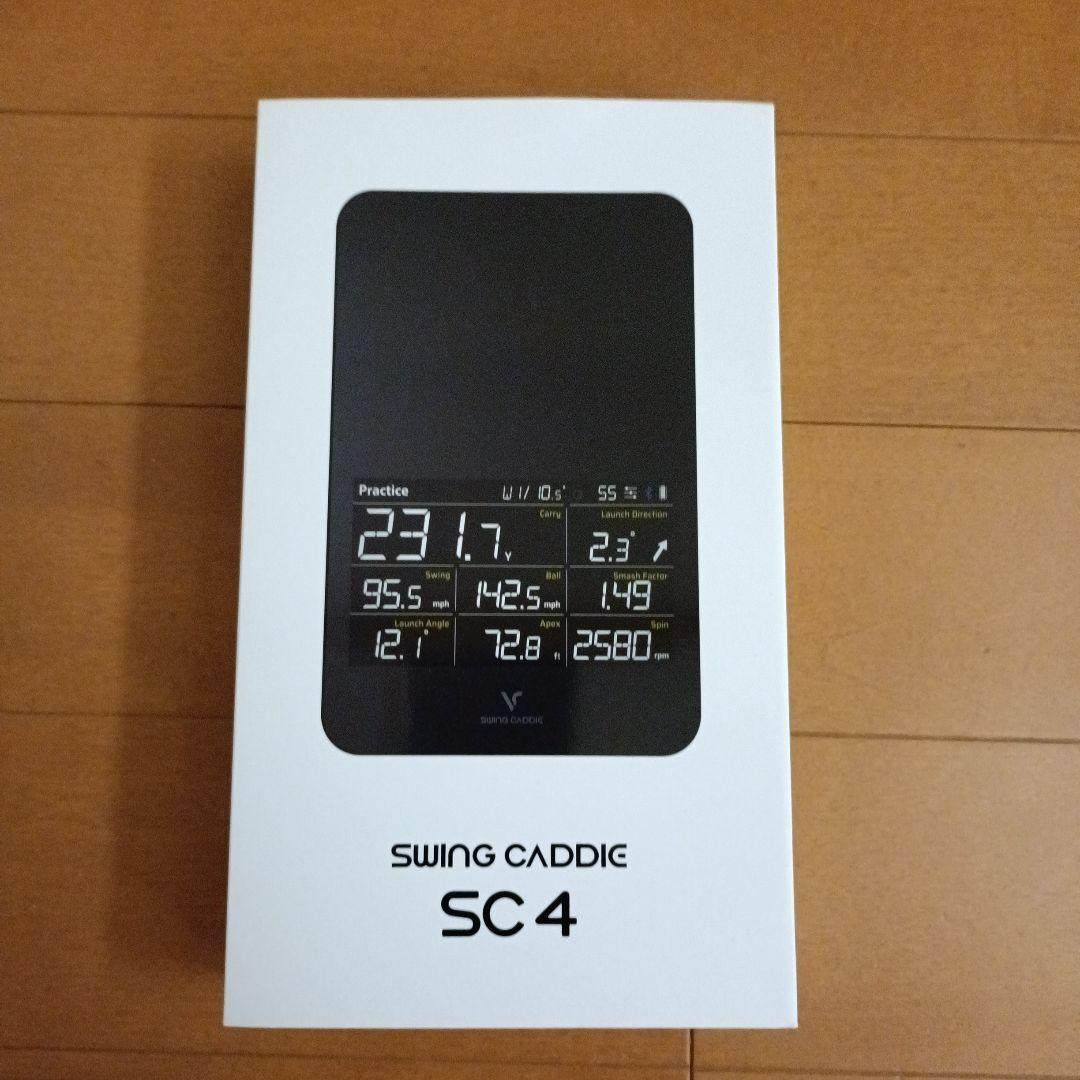 Practice W1/ 10.5° 55
Carry Launch Direction
231.7 Y 2.3°
Swing Ball Smash Factor
95.5 mph 142.5 mph 1.49
Launch Angle Apex Spin
12.1° 72.8 ft 2580 rpm
SWING CADDIE
SWING CADDIE
SC4